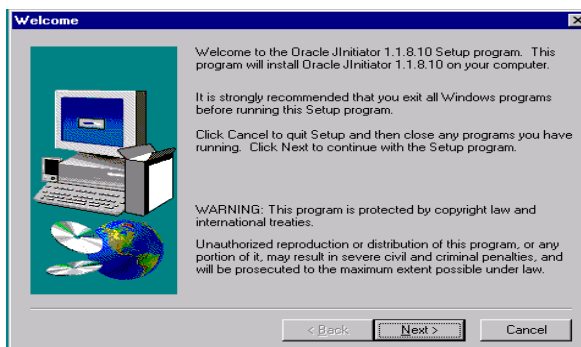 Welcome
Welcome to the Oracle JInitiator 1.1.8.10 Setup program. This
program will install Oracle JInitiator 1.1.8.10 on your computer.
It is strongly recommended that you exit all Windows programs
before running this Setup program.
Click Cancel to quit Setup and then close any programs you have
running. Click Next to continue with the Setup program.
WARNING: This program is protected by copyright law and
international treaties.
Unauthorized reproduction or distribution of this program, or any
portion of it, may result in severe civil and criminal penalties, and
will be prosecuted to the maximum extent possible under law.
< Back Next > Cancel